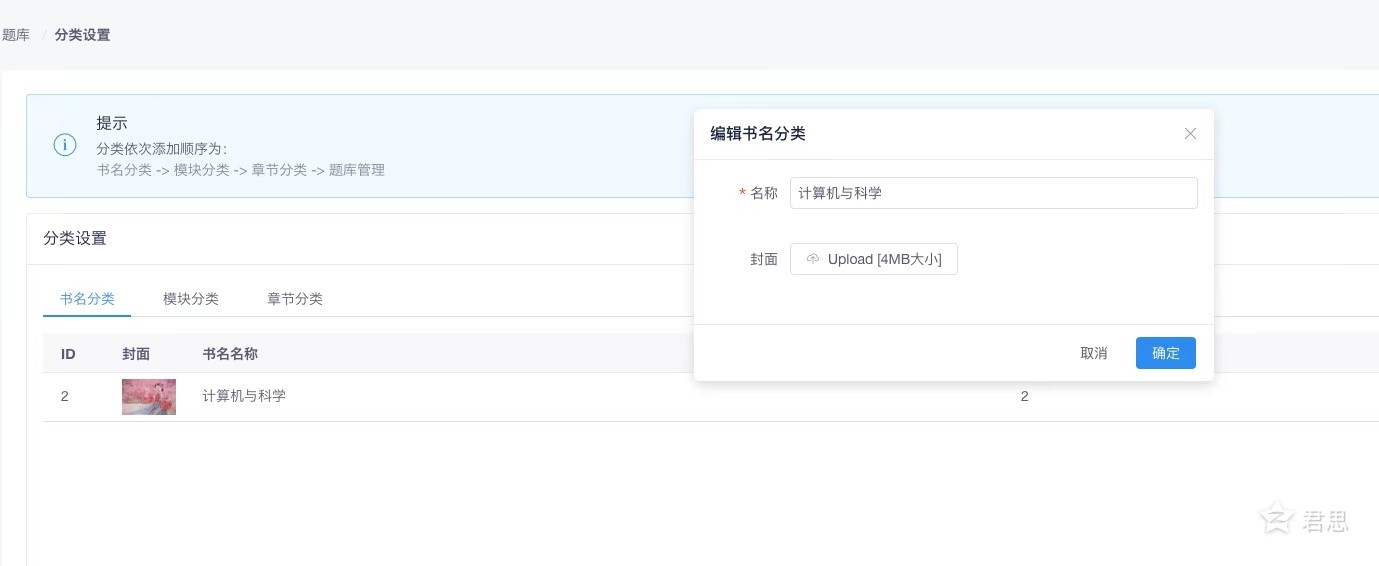 题库 / 分类设置
提示
分类依次添加顺序为：
书名分类 -> 模块分类 -> 章节分类 -> 题库管理
编辑书名分类
* 名称 计算机与科学
封面 Upload [4MB大小]
取消 确定
分类设置
书名分类 模块分类 章节分类
ID 封面 书名名称
2 计算机与科学 2
君思